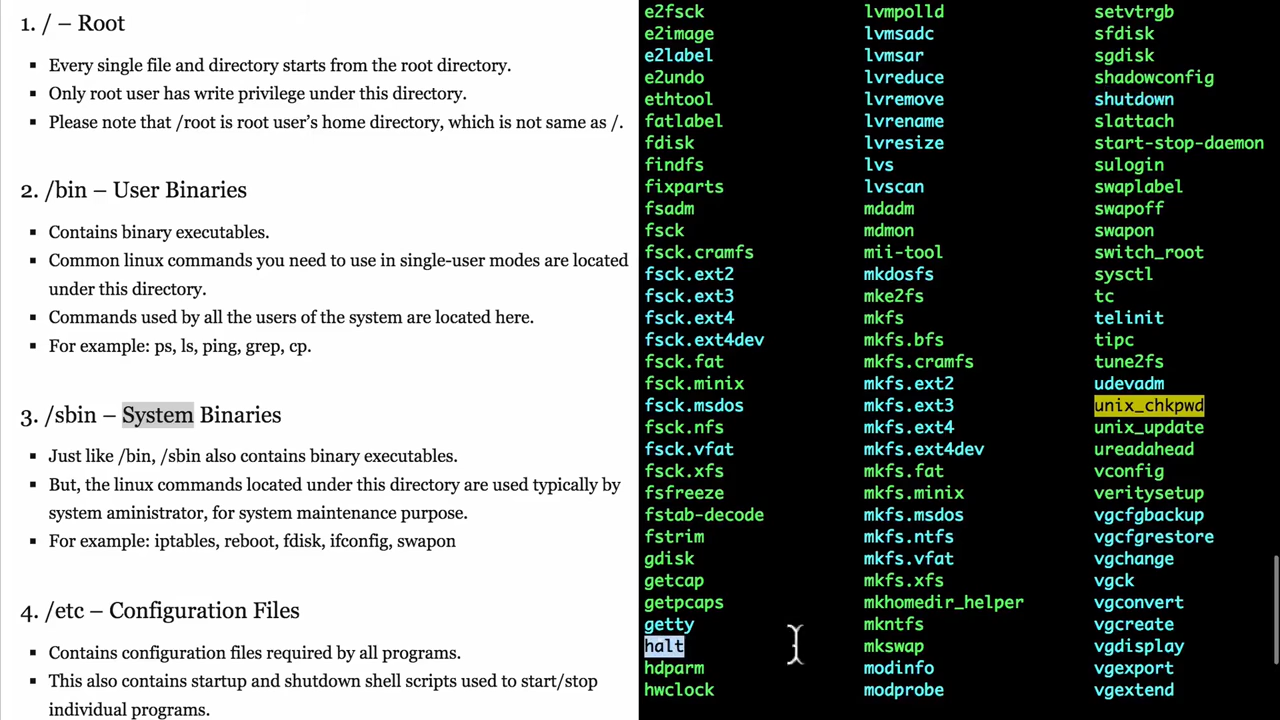 1. / – Root
▪ Every single file and directory starts from the root directory.
▪ Only root user has write privilege under this directory.
▪ Please note that /root is root user’s home directory, which is not same as /.
2. /bin – User Binaries
▪ Contains binary executables.
▪ Common linux commands you need to use in single-user modes are located
under this directory.
▪ Commands used by all the users of the system are located here.
▪ For example: ps, ls, ping, grep, cp.
3. /sbin – System Binaries
▪ Just like /bin, /sbin also contains binary executables.
▪ But, the linux commands located under this directory are used typically by
system aministrator, for system maintenance purpose.
▪ For example: iptables, reboot, fdisk, ifconfig, swapon
4. /etc – Configuration Files
▪ Contains configuration files required by all programs.
▪ This also contains startup and shutdown shell scripts used to start/stop
individual programs.
e2fsck lvmpolld setvtrgb
e2image lvmsadc sfdisk
e2label lvmsar sgdisk
e2undo lvreduce shadowconfig
ethtool lvremove shutdown
fatlabel lvrename slattach
fdisk lvresize start-stop-daemon
findfs lvs sulogin
fixparts lvscan swaplabel
fsadm mdadm swapoff
fsck mdmon swapon
fsck.cramfs mii-tool switch_root
fsck.ext2 mkdosfs sysctl
fsck.ext3 mke2fs tc
fsck.ext4 mkfs telinit
fsck.ext4dev mkfs.bfs tipc
fsck.fat mkfs.cramfs tune2fs
fsck.minix mkfs.ext2 udevadm
fsck.msdos mkfs.ext3 unix_chkpwd
fsck.nfs mkfs.ext4 unix_update
fsck.vfat mkfs.ext4dev ureadahead
fsck.xfs mkfs.fat vconfig
fsfreeze mkfs.minix veritysetup
fstab-decode mkfs.msdos vgcfgbackup
fstrim mkfs.ntfs vgcfgrestore
gdisk mkfs.vfat vgchange
getcap mkfs.xfs vgck
getpcaps mkhomedir_helper vgconvert
getty mkntfs vgcreate
halt mkswap vgdisplay
hdparm modinfo vgexport
hwclock modprobe vgextend